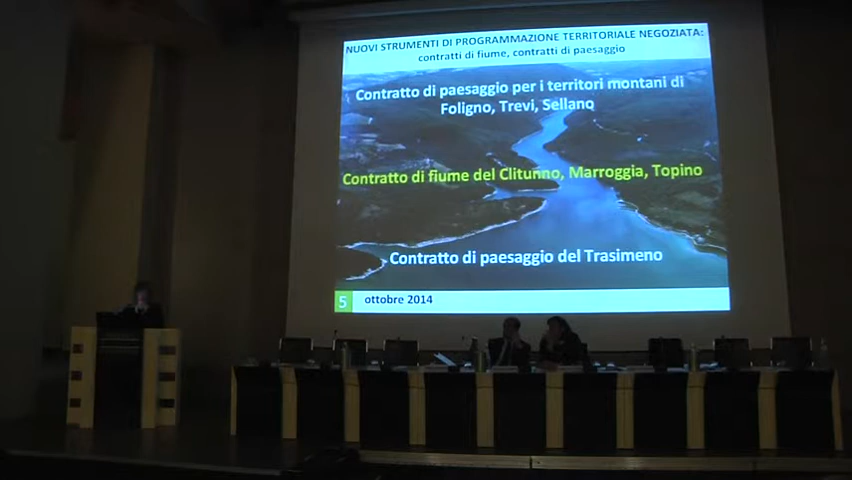 NUOVI STRUMENTI DI PROGRAMMAZIONE TERRITORIALE NEGOZIATA:
contratti di fiume, contratti di paesaggio
Contratto di paesaggio per i territori montani di
Foligno, Trevi, Sellano
Contratto di fiume del Clitunno, Marroggia, Topino
Contratto di paesaggio del Trasimeno
5 ottobre 2014